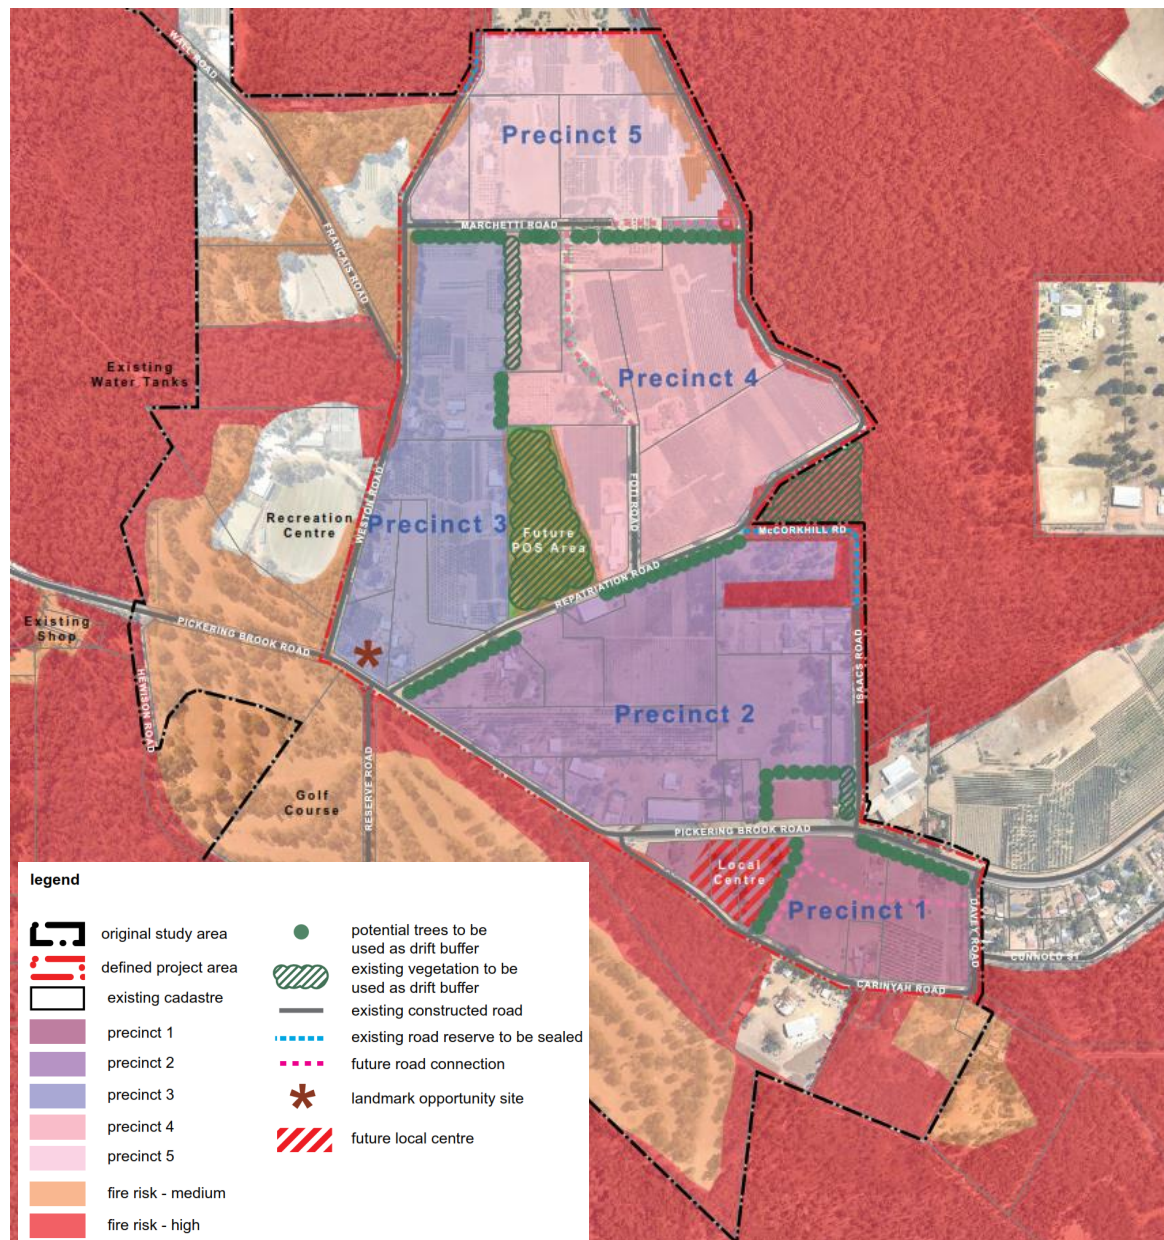 WALL ROAD
Precinct 5
MARCHETTI ROAD
FRANCAIS ROAD
Existing
Water Tanks
Precinct 4
FOTI ROAD
WESTON ROAD
Recreation
Centre
Precinct 3
Future
POS Area
McCORKHILL RD
REPATRIATION ROAD
Existing
Shop
PICKERING BROOK ROAD
HEWISON ROAD
ISAACS ROAD
Precinct 2
RESERVE ROAD
Golf
Course
PICKERING BROOK ROAD
Local
Centre
Precinct 1
DAVEY ROAD
CUNNOLD ST
CARINYAH ROAD
legend
original study area
defined project area
existing cadastre
precinct 1
precinct 2
precinct 3
precinct 4
precinct 5
fire risk - medium
fire risk - high
potential trees to be
used as drift buffer
existing vegetation to be
used as drift buffer
existing constructed road
existing road reserve to be sealed
future road connection
landmark opportunity site
future local centre